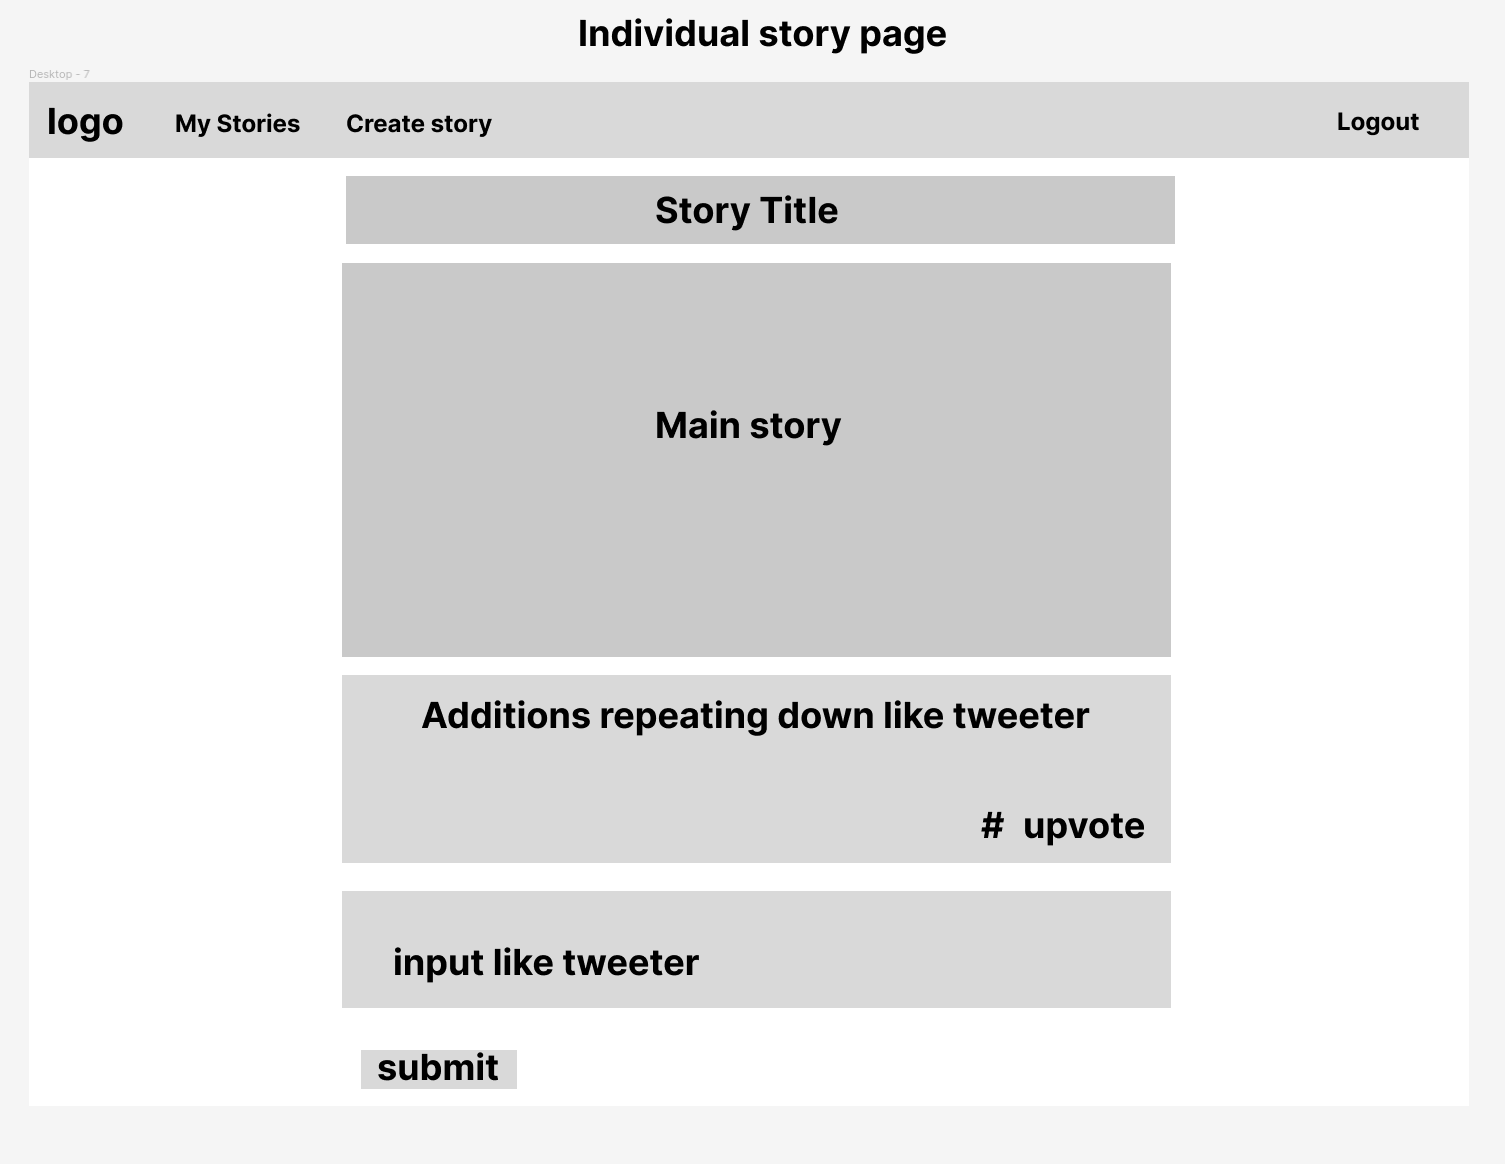 Individual story page
Desktop - 7
logo My Stories Create story Logout
Story Title
Main story
Additions repeating down like tweeter
# upvote
input like tweeter
submit